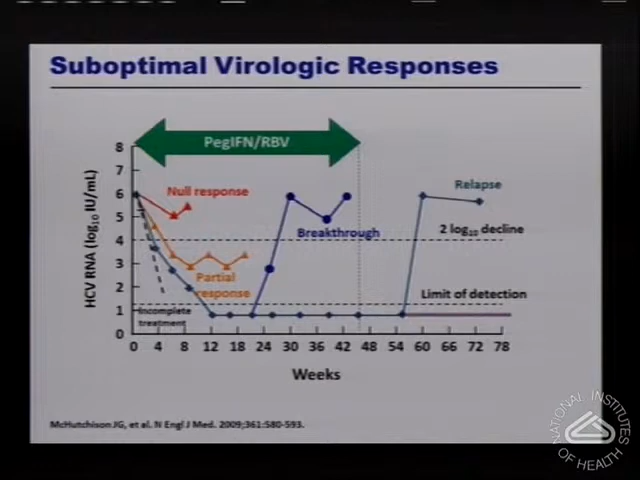 Suboptimal Virologic Responses
PegIFN/RBV
HCV RNA (log10 IU/mL)
8
7
6
5
4
3
2
1
0
Null response
Relapse
Breakthrough
2 log10 decline
Partial
response
Limit of detection
Incomplete
treatment
0 4 8 12 18 20 24 26 30 36 42 48 54 60 66 72 78
Weeks
McHutchison JG, et al. N Engl J Med. 2009;361:580-593.
NATIONAL INSTITUTES
OF HEALTH